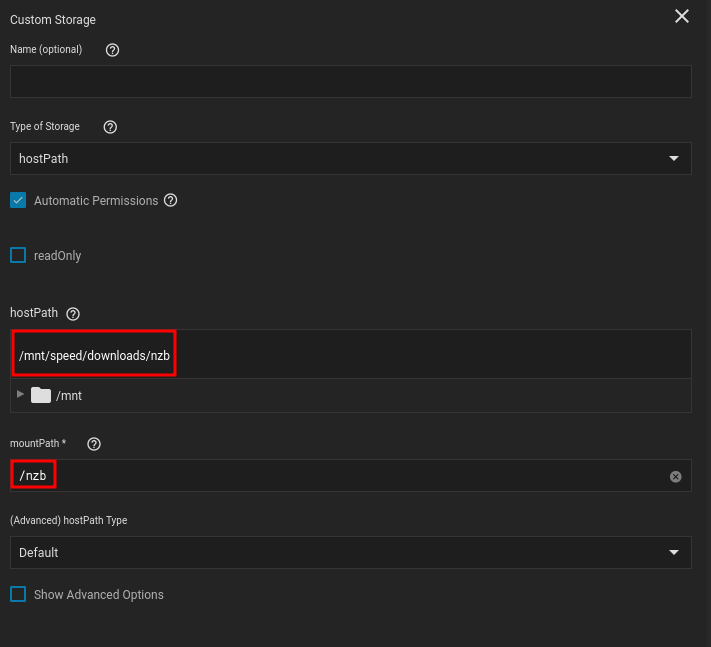 Custom Storage
Name (optional)
Type of Storage
hostPath
Automatic Permissions
readOnly
hostPath
/mnt/speed/downloads/nzb
/mnt
mountPath *
/nzb
(Advanced) hostPath Type
Default
Show Advanced Options